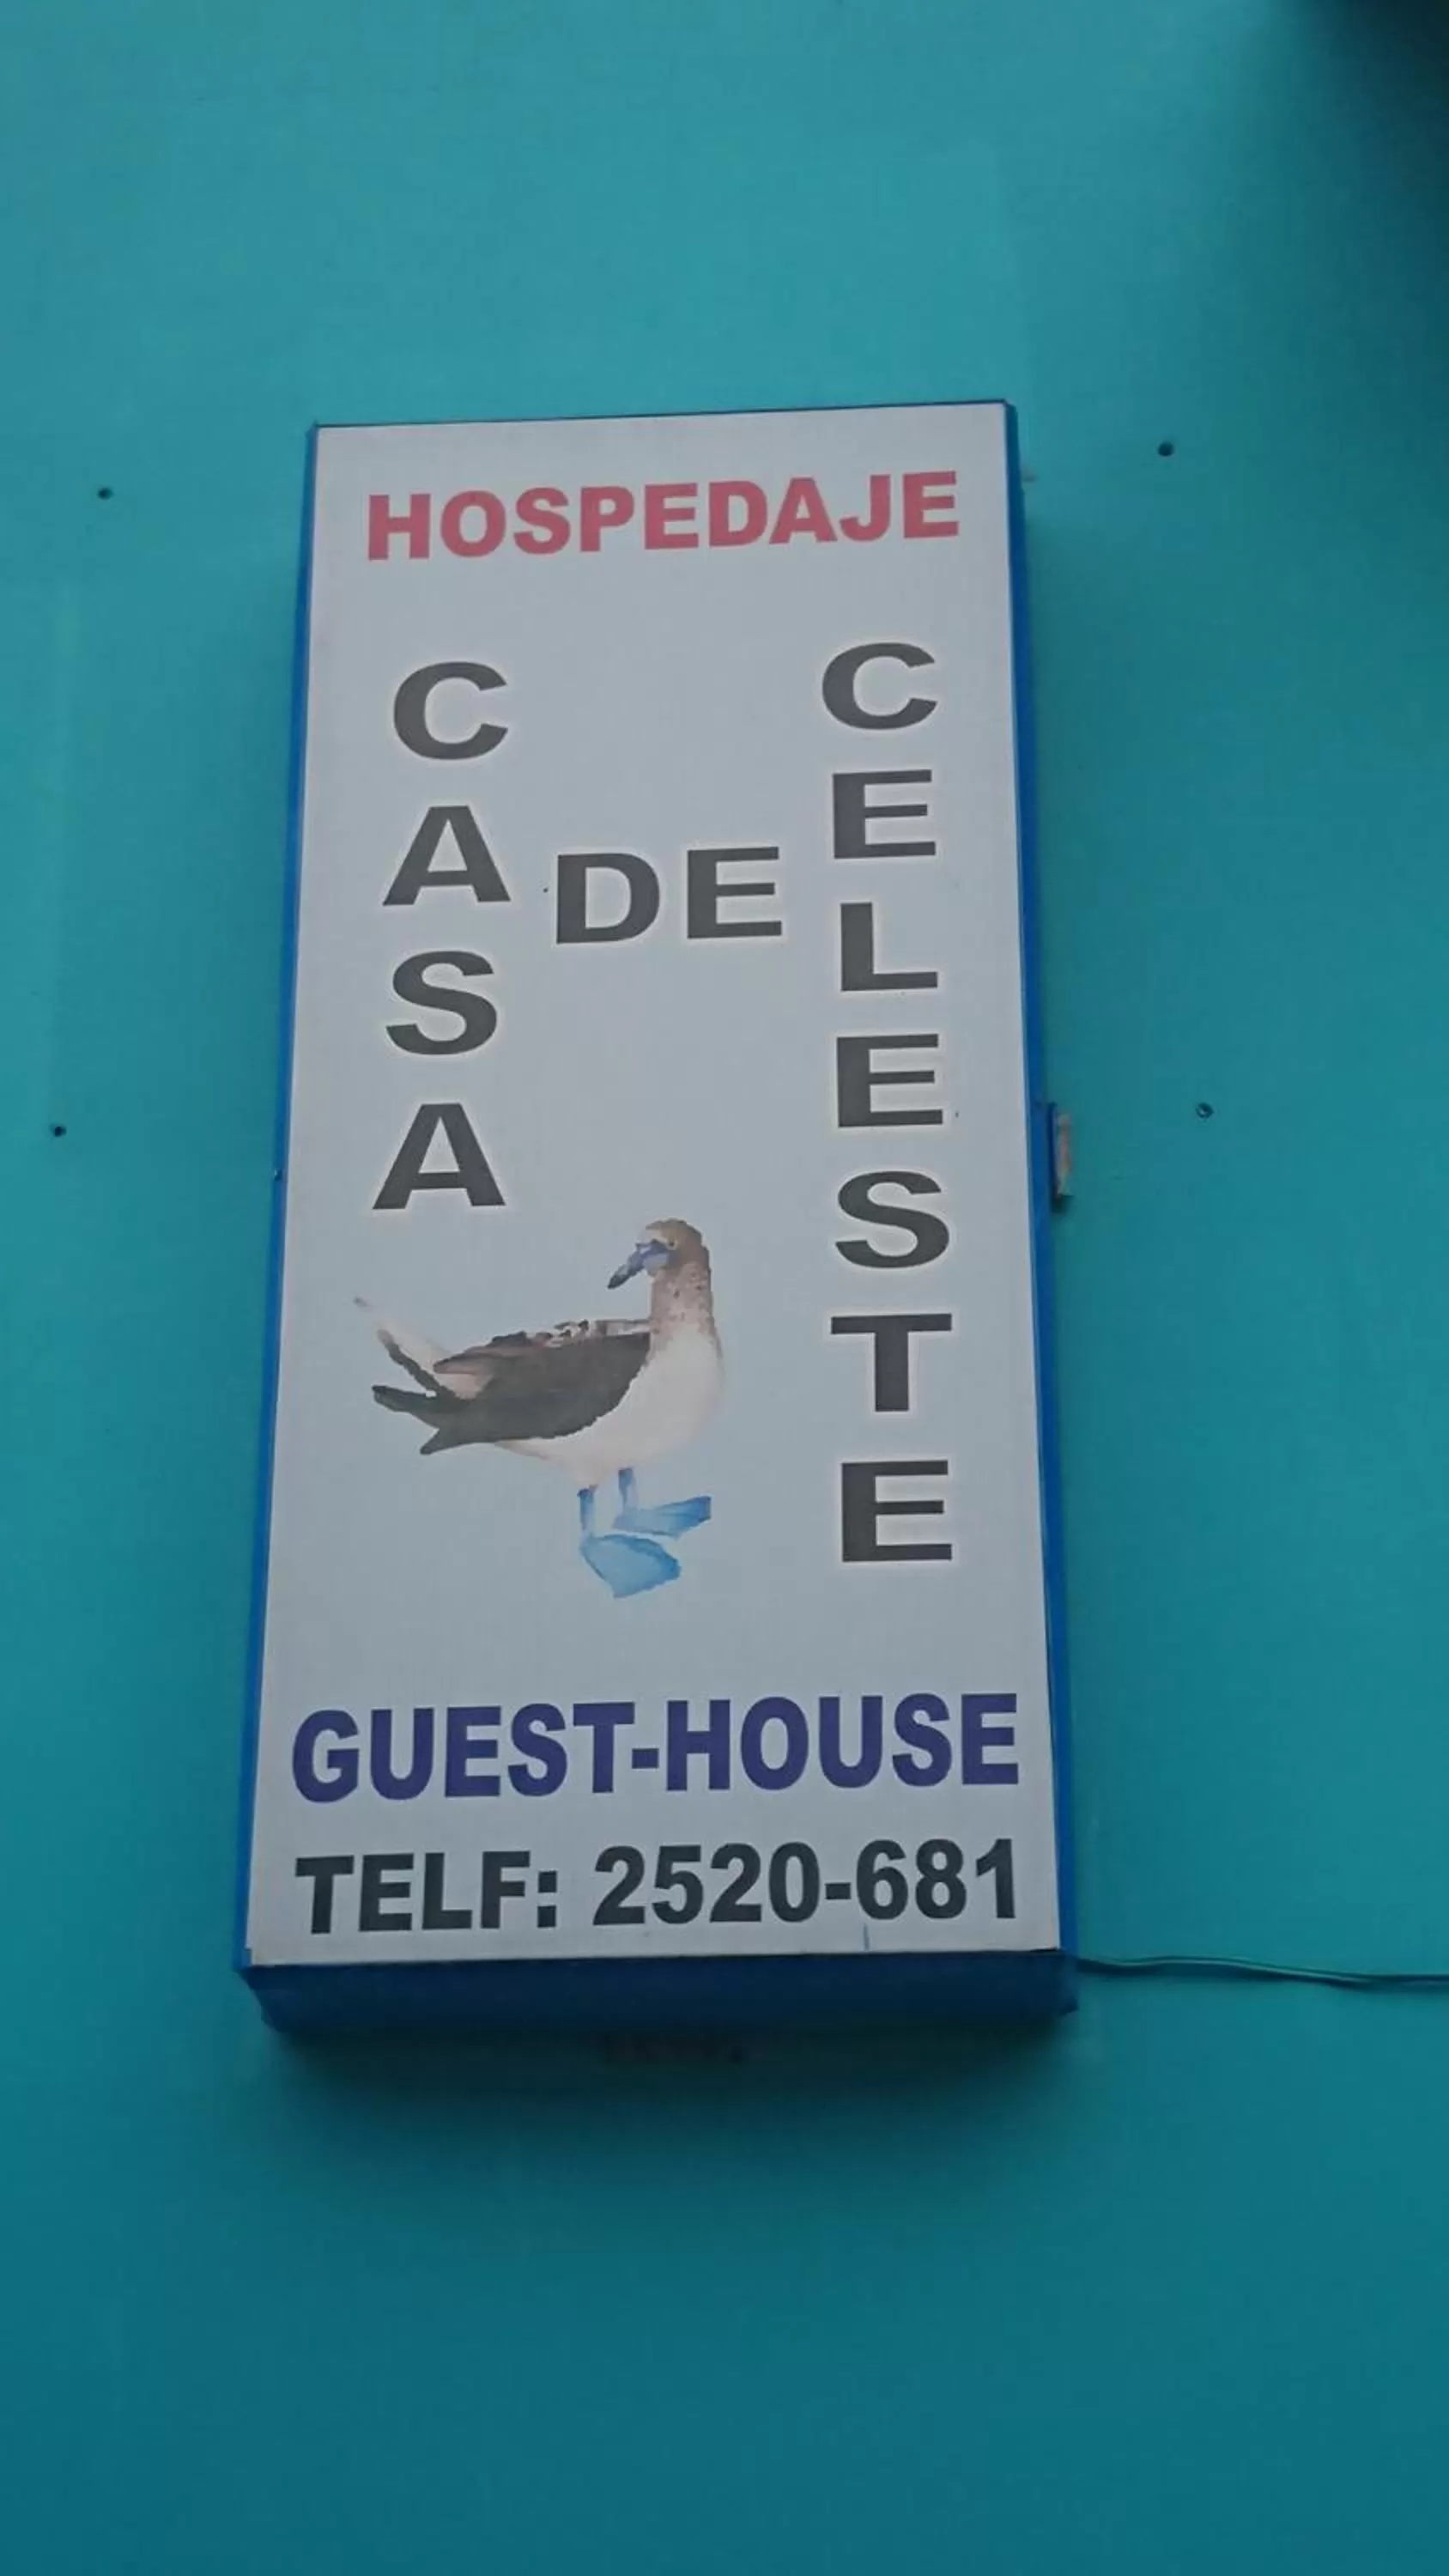 HOSPEDAJE
CASA
DE
CELESTE
GUEST-HOUSE
TELF: 2520-681